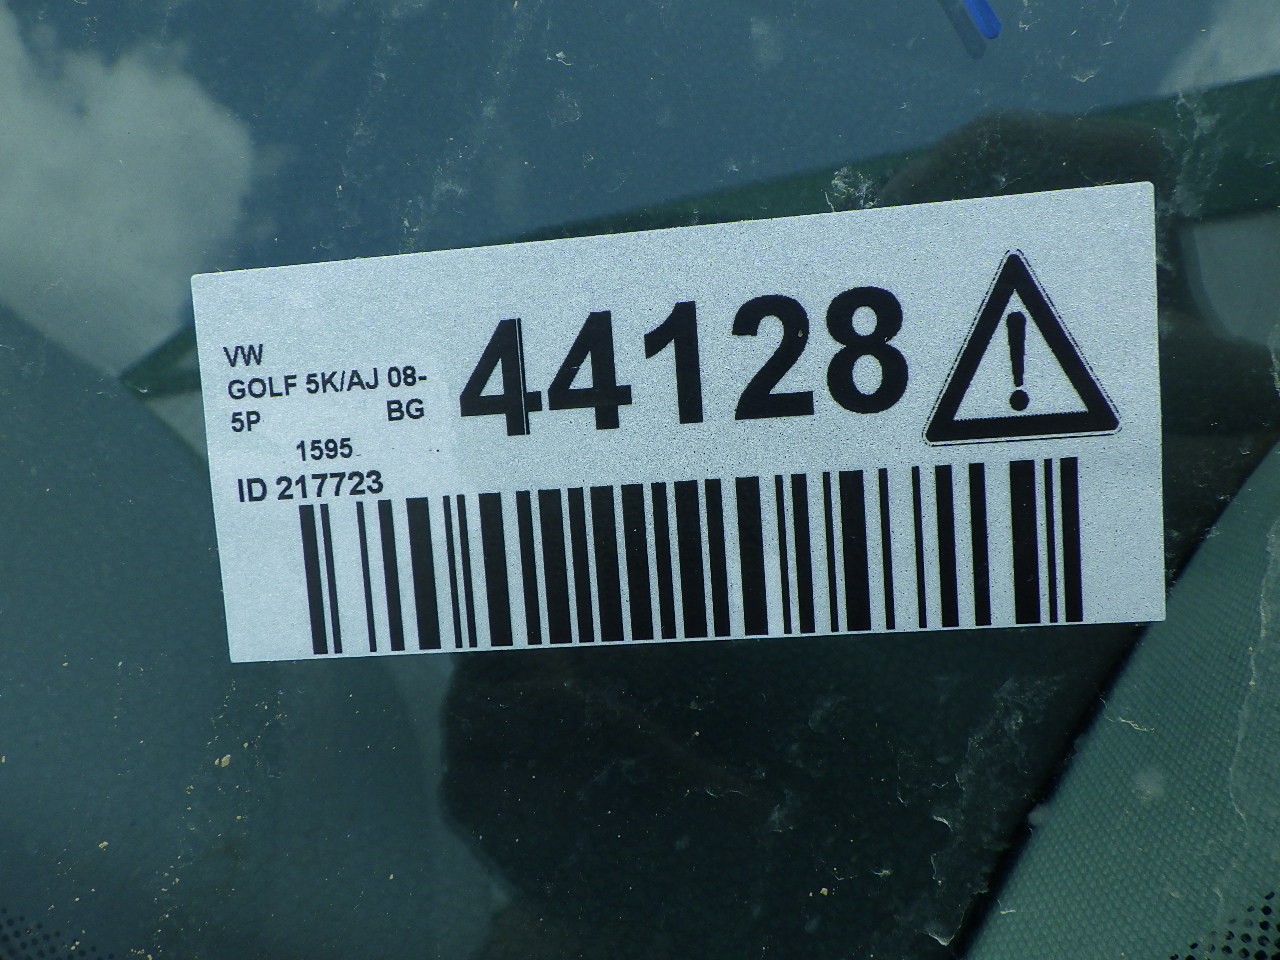 VW
GOLF 5K/AJ 08-
5P BG
1595
ID 217723
44128